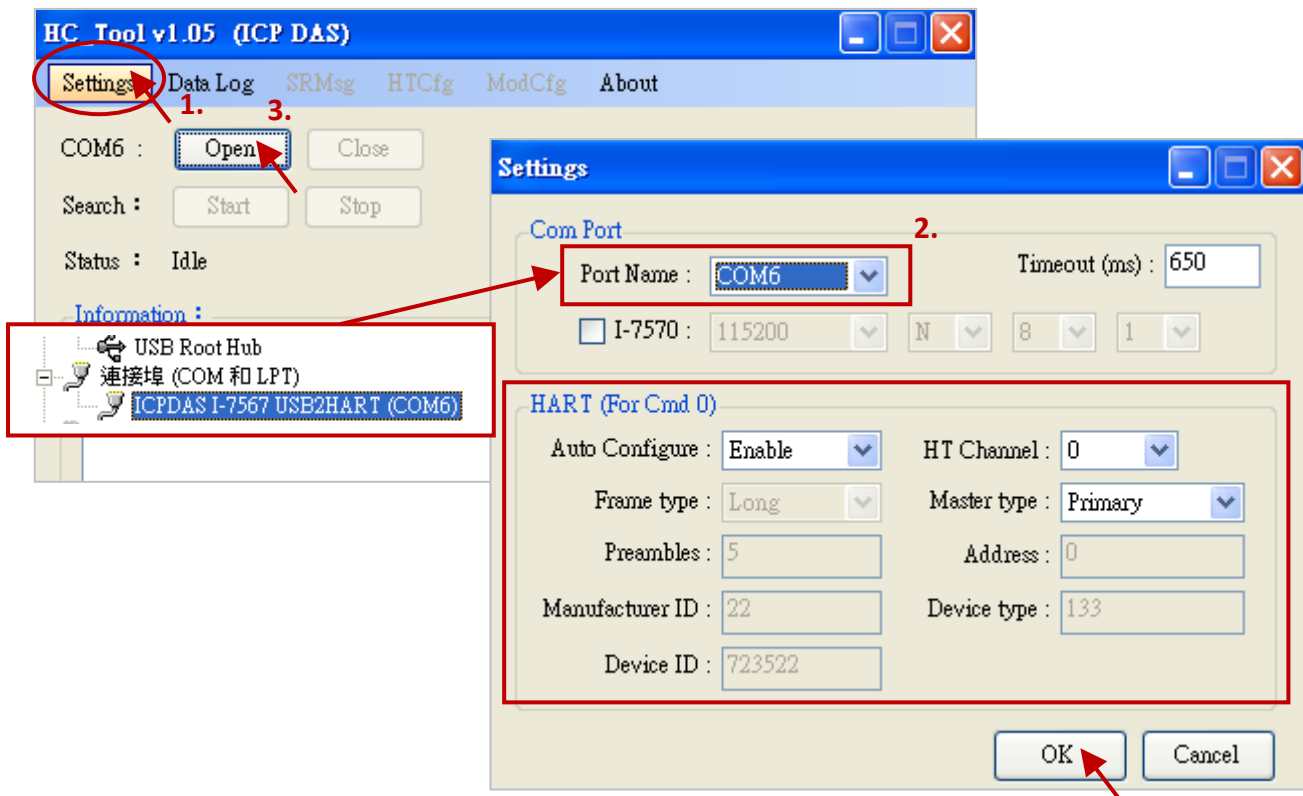 HC_Tool v1.05 (ICP DAS)
Settings Data Log SRMsg HTCfg ModCfg About
1.
3.
COM6 : Open Close
Search : Start Stop
Status : Idle
Information :
USB Root Hub
連接埠 (COM 和 LPT)
ICPDAS I-7567 USB2HART (COM6)
Settings
Com Port
2.
Port Name : COM6 Timeout (ms) : 650
I-7570 : 115200 N 8 1
HART (For Cmd 0)
Auto Configure : Enable HT Channel : 0
Frame type : Long Master type : Primary
Preambles : 5 Address : 0
Manufacturer ID : 22 Device type : 133
Device ID : 723522
OK Cancel